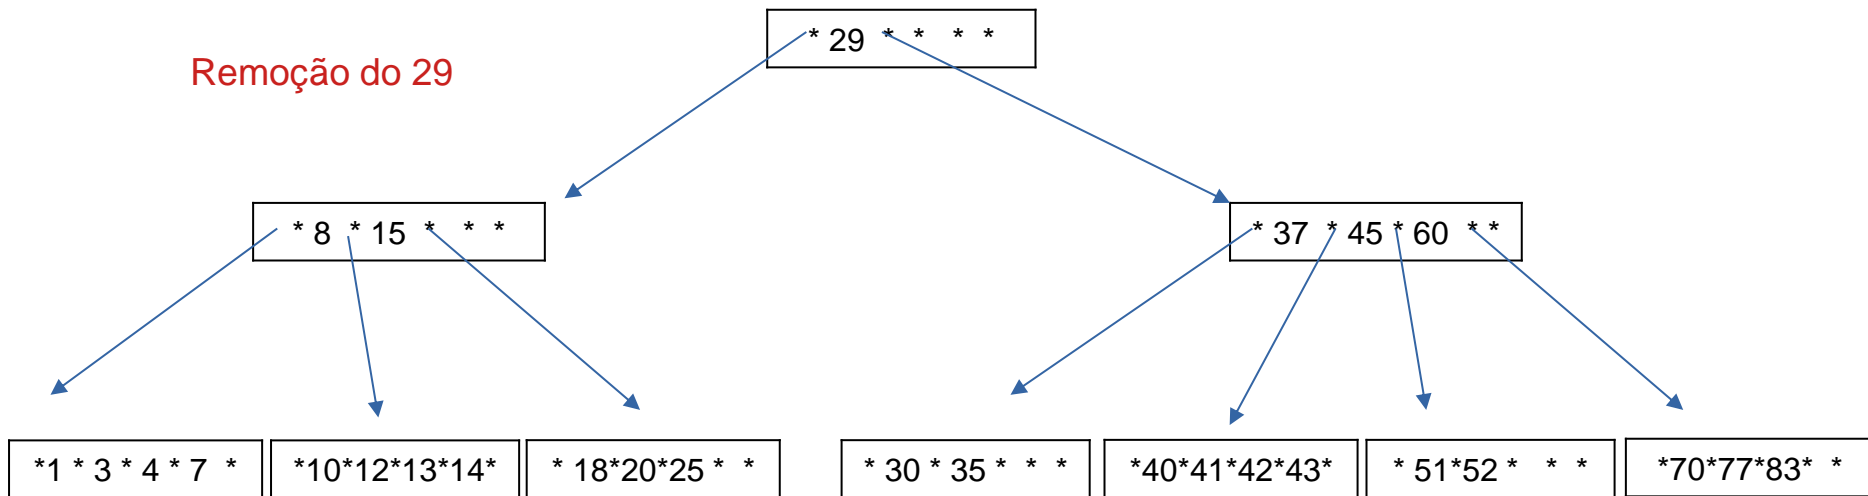 * 29 * * * *
Remoção do 29
* 8 * 15 * * *
* 37 * 45 * 60 * *
*1 * 3 * 4 * 7 *
*10*12*13*14*
* 18*20*25 * *
* 30 * 35 * * *
*40*41*42*43*
* 51*52 * * *
*70*77*83* *